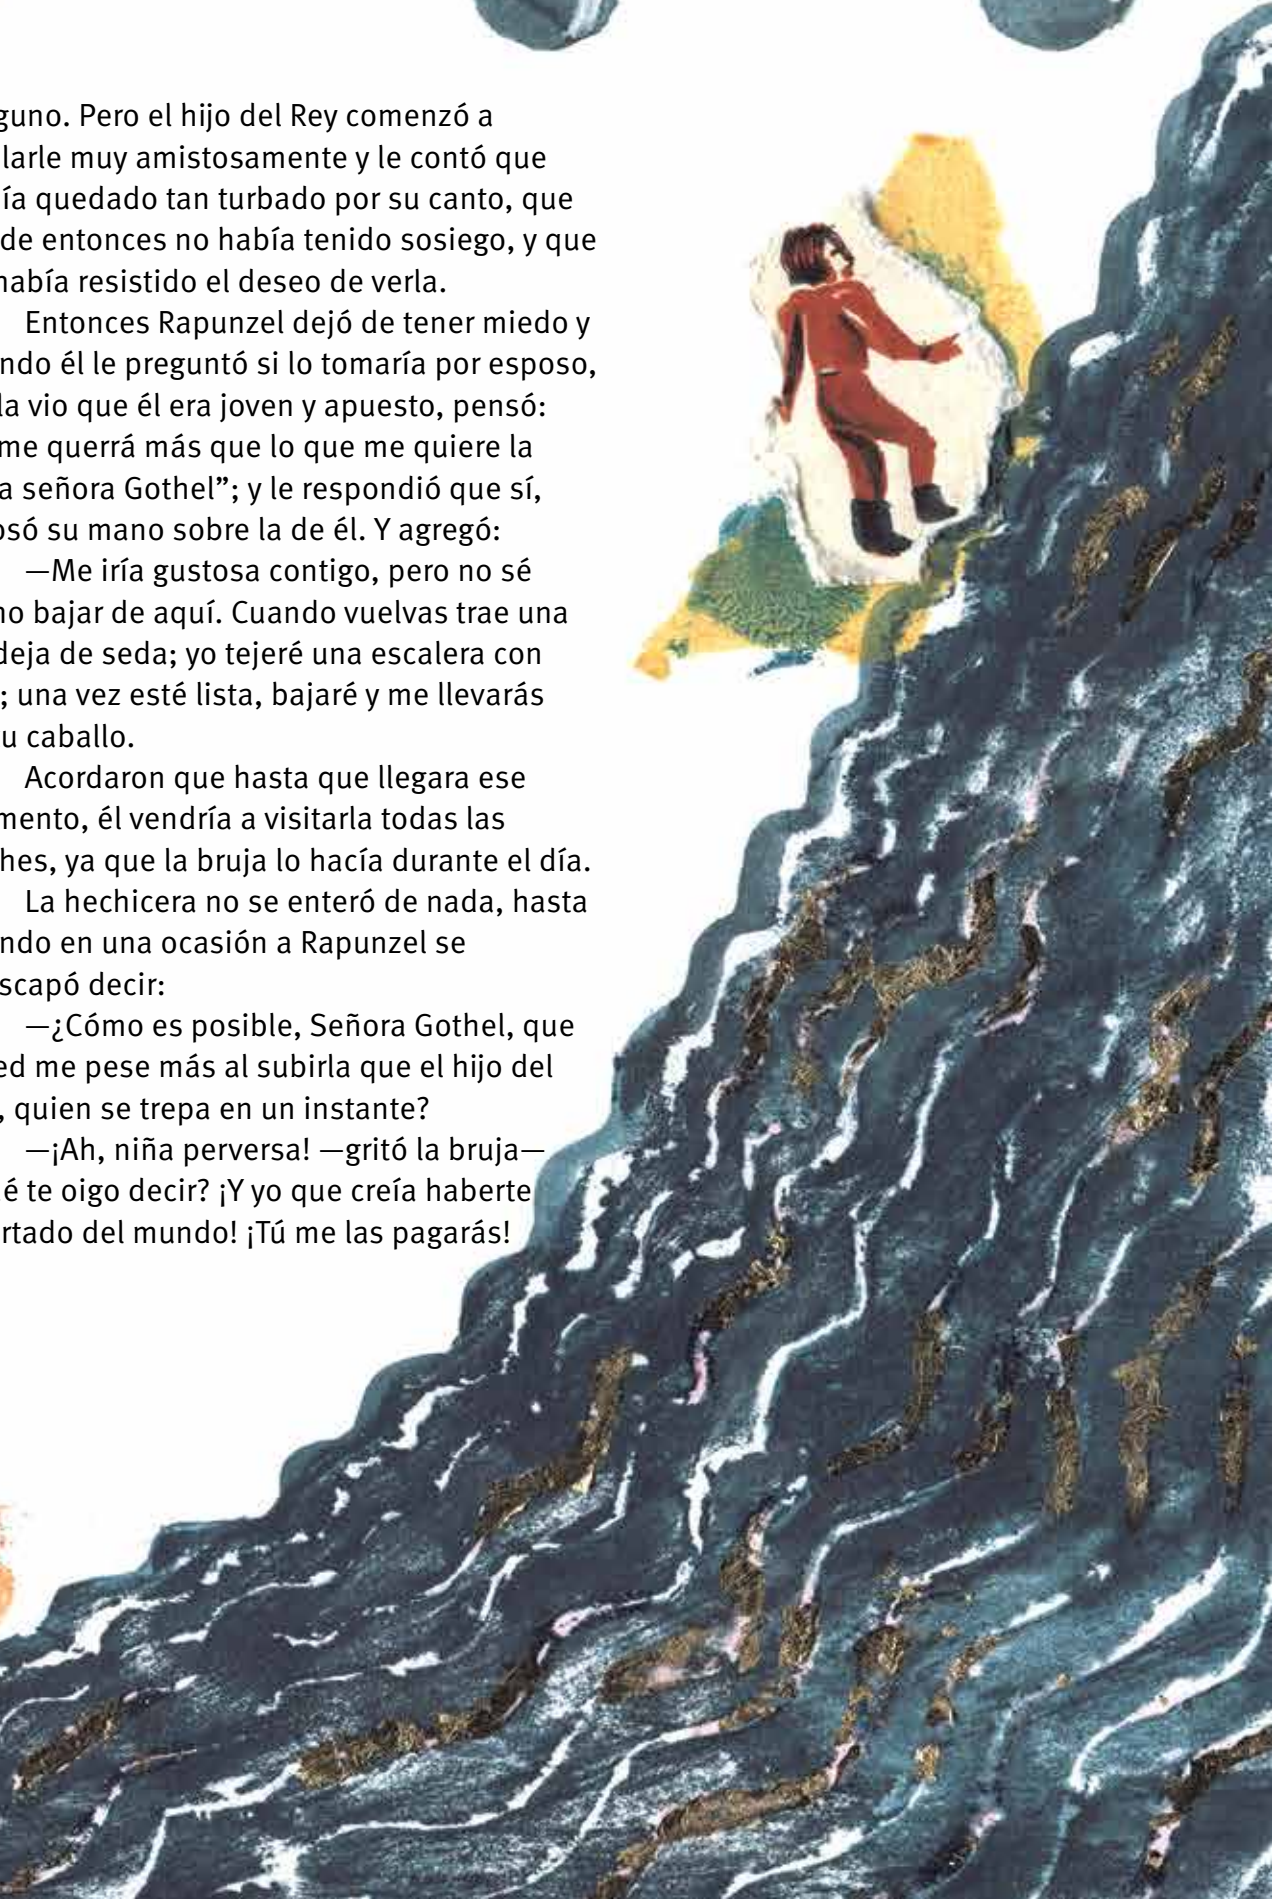 guno. Pero el hijo del Rey comenzó a
larle muy amistosamente y le contó que
ía quedado tan turbado por su canto, que
de entonces no había tenido sosiego, y que
había resistido el deseo de verla.
Entonces Rapunzel dejó de tener miedo y
ndo él le preguntó si lo tomaría por esposo,
la vio que él era joven y apuesto, pensó:
me querrá más que lo que me quiere la
a señora Gothel”; y le respondió que sí,
osó su mano sobre la de él. Y agregó:
—Me iría gustosa contigo, pero no sé
no bajar de aquí. Cuando vuelvas trae una
deja de seda; yo tejeré una escalera con
; una vez esté lista, bajaré y me llevarás
u caballo.
Acordaron que hasta que llegara ese
mento, él vendría a visitarla todas las
hes, ya que la bruja lo hacía durante el día.
La hechicera no se enteró de nada, hasta
ndo en una ocasión a Rapunzel se
scapó decir:
—¿Cómo es posible, Señora Gothel, que
ed me pese más al subirla que el hijo del
, quien se trepa en un instante?
—¡Ah, niña perversa! —gritó la bruja—
é te oigo decir? ¡Y yo que creía haberte
rtado del mundo! ¡Tú me las pagarás!